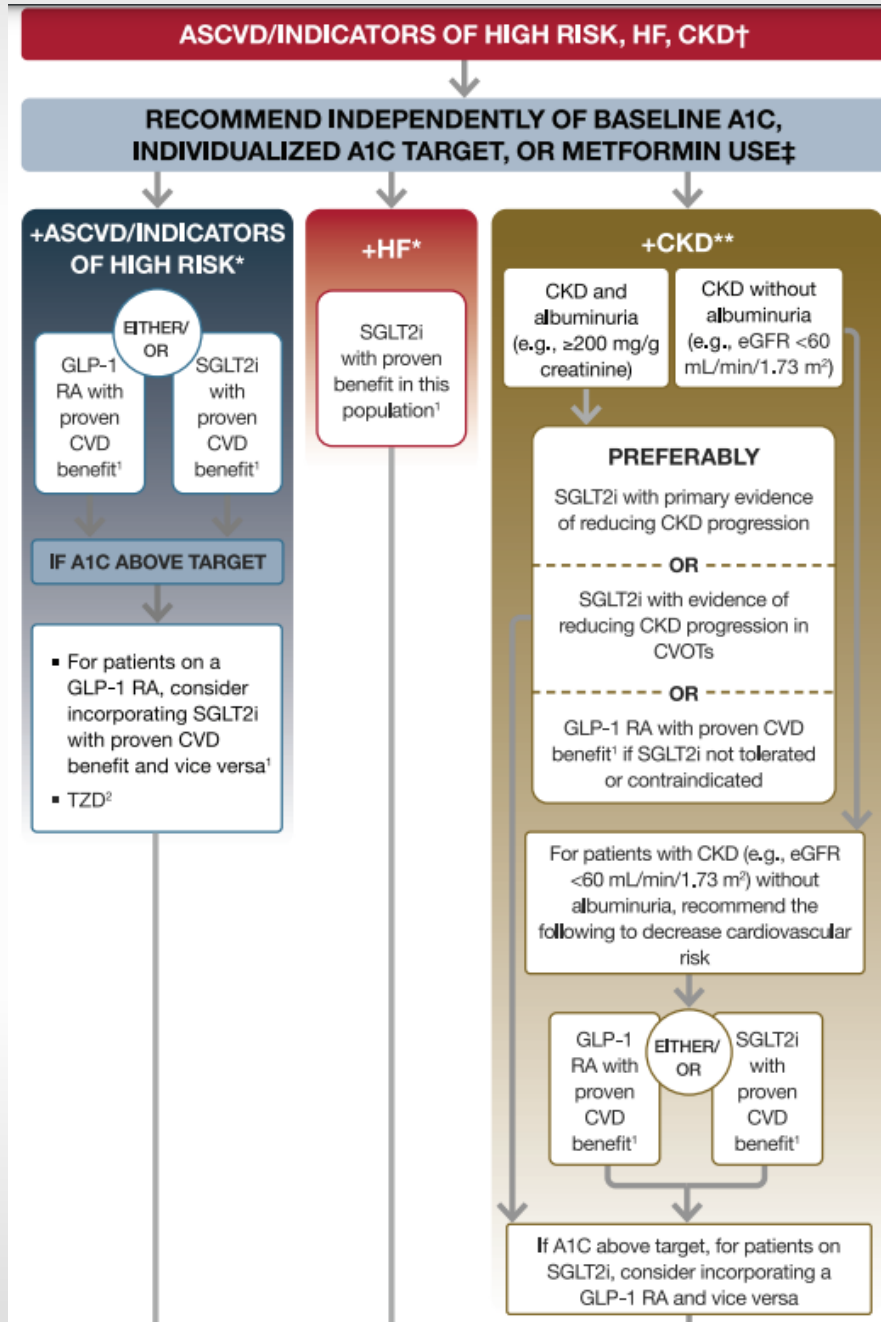 ASCVD/INDICATORS OF HIGH RISK, HF, CKD†
RECOMMEND INDEPENDENTLY OF BASELINE A1C,
INDIVIDUALIZED A1C TARGET, OR METFORMIN USE‡
+ASCVD/INDICATORS
OF HIGH RISK*
EITHER/
OR
GLP-1
RA with
proven
CVD
benefit¹
SGLT2i
with
proven
CVD
benefit¹
IF A1C ABOVE TARGET
▪ For patients on a
GLP-1 RA, consider
incorporating SGLT2i
with proven CVD
benefit and vice versa¹
▪ TZD²
+HF*
SGLT2i
with proven
benefit in this
population¹
+CKD**
CKD and
albuminuria
(e.g., ≥200 mg/g
creatinine)
CKD without
albuminuria
(e.g., eGFR <60
mL/min/1.73 m²)
PREFERABLY
SGLT2i with primary evidence
of reducing CKD progression
OR
SGLT2i with evidence of
reducing CKD progression in
CVOTs
OR
GLP-1 RA with proven CVD
benefit¹ if SGLT2i not tolerated
or contraindicated
For patients with CKD (e.g., eGFR
<60 mL/min/1.73 m²) without
albuminuria, recommend the
following to decrease cardiovascular
risk
GLP-1
RA with
proven
CVD
benefit¹
EITHER/
OR
SGLT2i
with
proven
CVD
benefit¹
If A1C above target, for patients on
SGLT2i, consider incorporating a
GLP-1 RA and vice versa